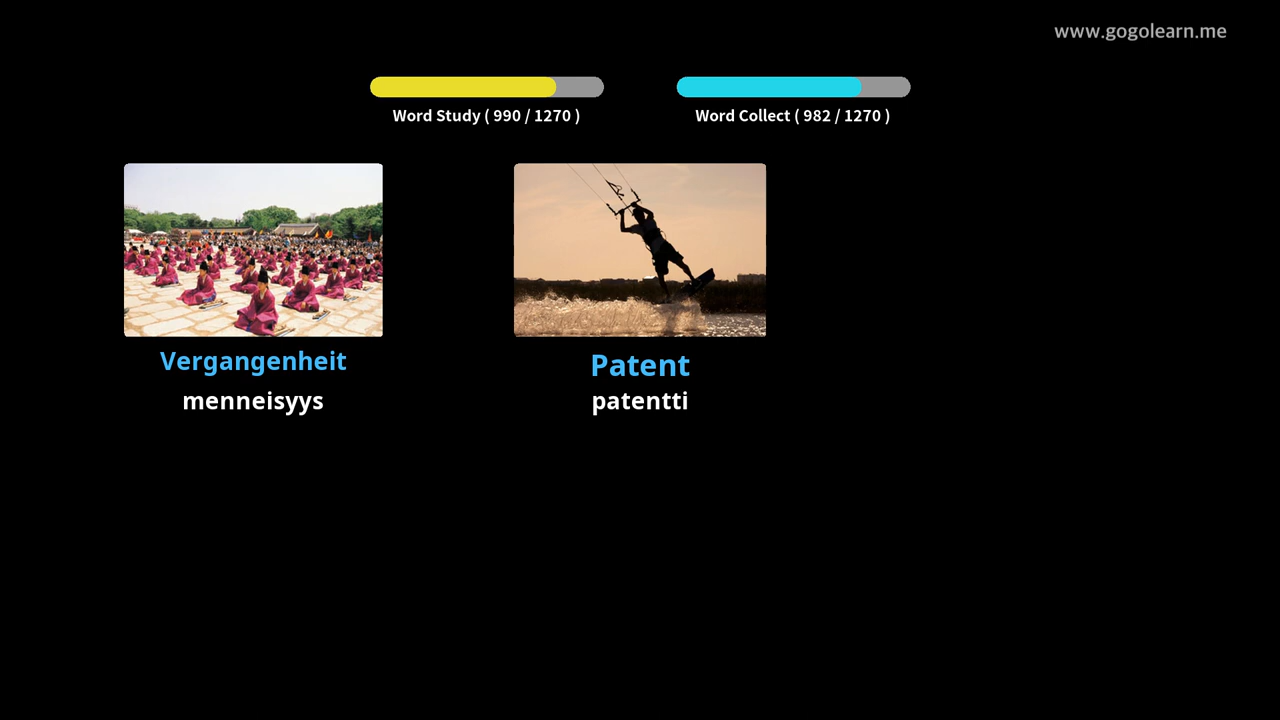 www.gogolearn.me
Word Study ( 990 / 1270 )
Word Collect ( 982 / 1270 )
Vergangenheit
menneisyys
Patent
patentti